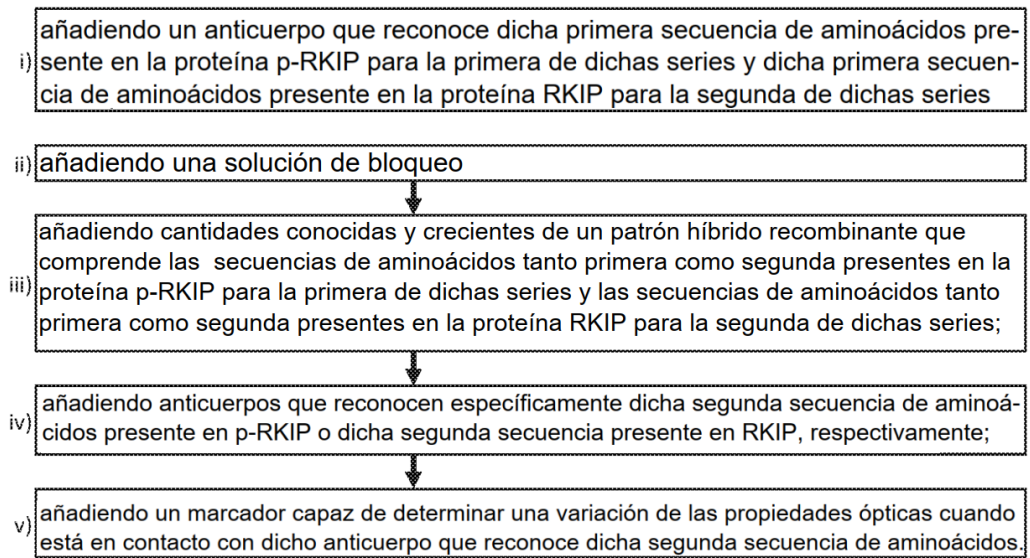 i) añadiendo un anticuerpo que reconoce dicha primera secuencia de aminoácidos pre-
sente en la proteína p-RKIP para la primera de dichas series y dicha primera secuen-
cia de aminoácidos presente en la proteína RKIP para la segunda de dichas series
ii) añadiendo una solución de bloqueo
añadiendo cantidades conocidas y crecientes de un patrón híbrido recombinante que
comprende las secuencias de aminoácidos tanto primera como segunda presentes en la
iii) proteína p-RKIP para la primera de dichas series y las secuencias de aminoácidos tanto
primera como segunda presentes en la proteína RKIP para la segunda de dichas series;
iv) añadiendo anticuerpos que reconocen específicamente dicha segunda secuencia de aminoá-
cidos presente en p-RKIP o dicha segunda secuencia presente en RKIP, respectivamente;
v) añadiendo un marcador capaz de determinar una variación de las propiedades ópticas cuando
está en contacto con dicho anticuerpo que reconoce dicha segunda secuencia de aminoácidos.